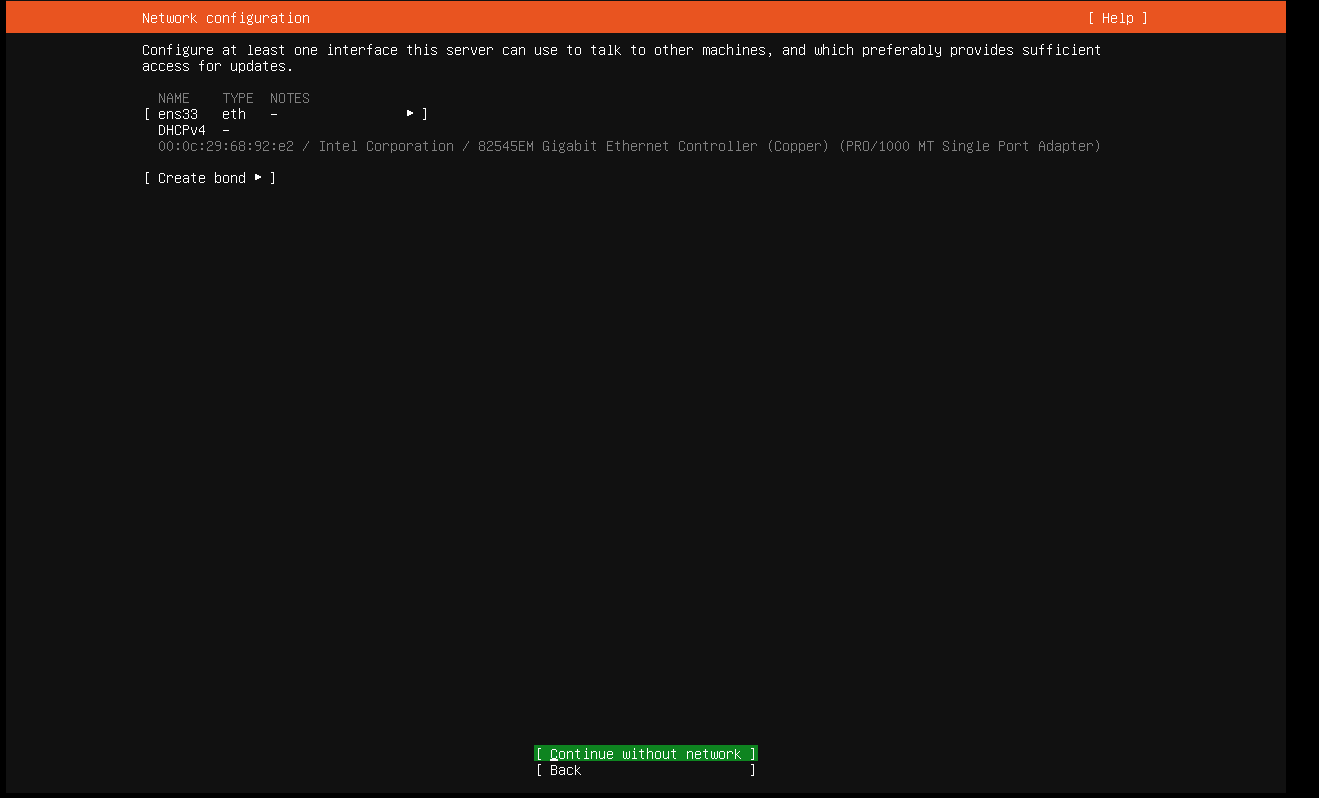 Network configuration [ Help ]
Configure at least one interface this server can use to talk to other machines, and which preferably provides sufficient
access for updates.
NAME TYPE NOTES
[ ens33 eth – ▸ ]
DHCPv4 –
00:0c:29:68:92:e2 / Intel Corporation / 82545EM Gigabit Ethernet Controller (Copper) (PRO/1000 MT Single Port Adapter)
[ Create bond ▸ ]
[ Continue without network ]
[ Back ]